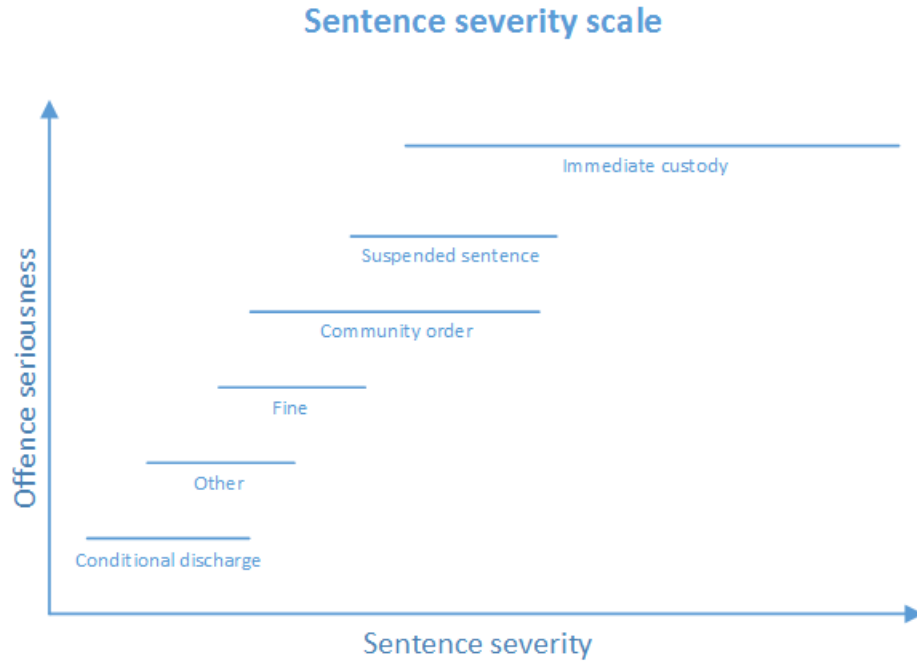 Sentence severity scale
Immediate custody
Suspended sentence
Community order
Fine
Other
Conditional discharge
Offence seriousness
Sentence severity